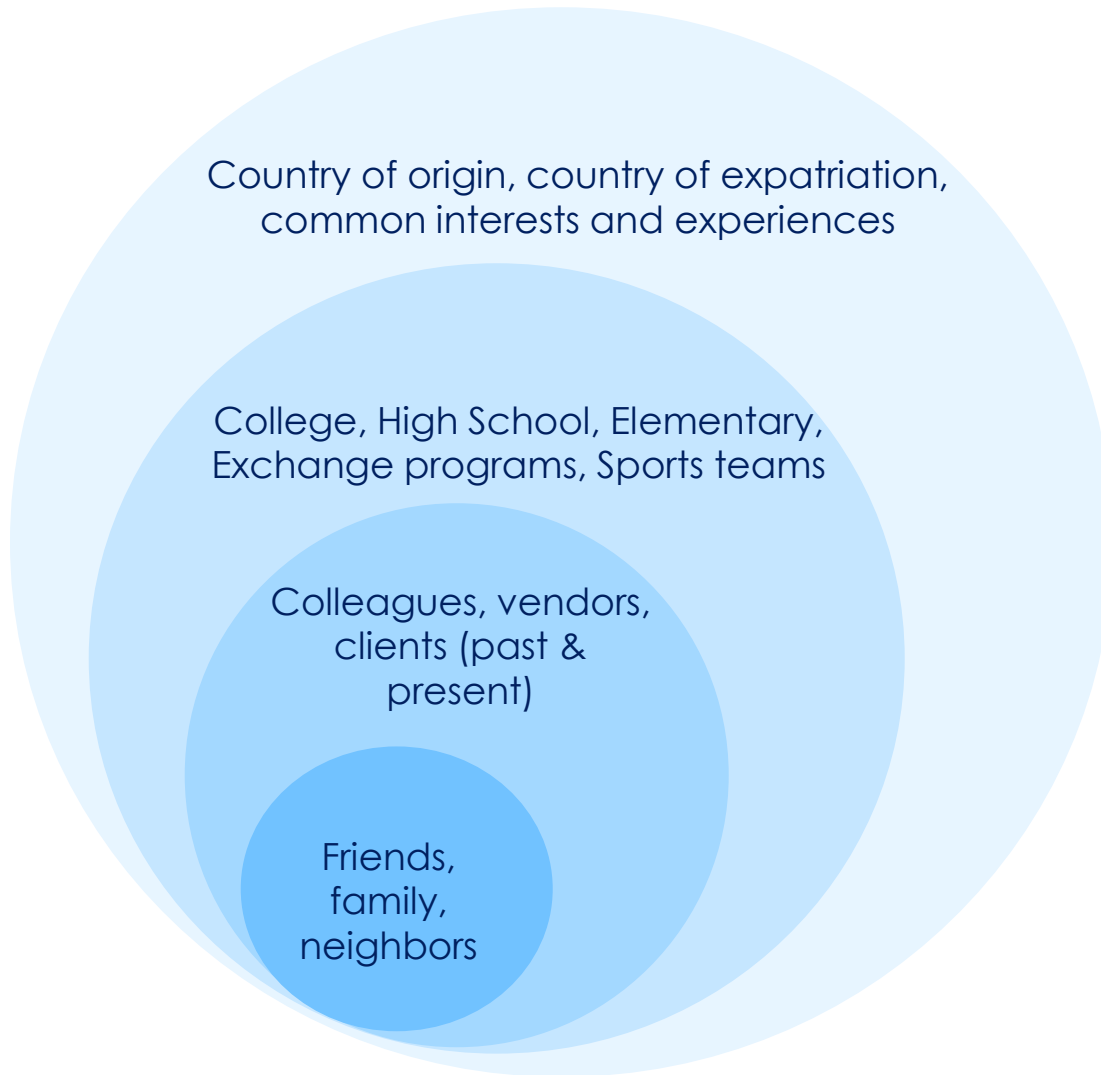 Country of origin, country of expatriation,
common interests and experiences
College, High School, Elementary,
Exchange programs, Sports teams
Colleagues, vendors,
clients (past &
present)
Friends,
family,
neighbors